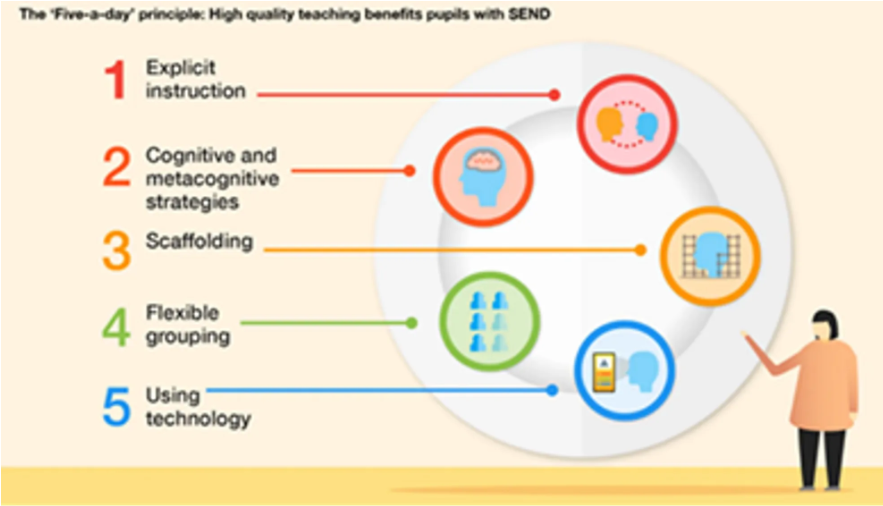 The 'Five-a-day' principle: High quality teaching benefits pupils with SEND
1
Explicit
instruction
2
Cognitive and
metacognitive
strategies
3
Scaffolding
4
Flexible
grouping
5
Using
technology